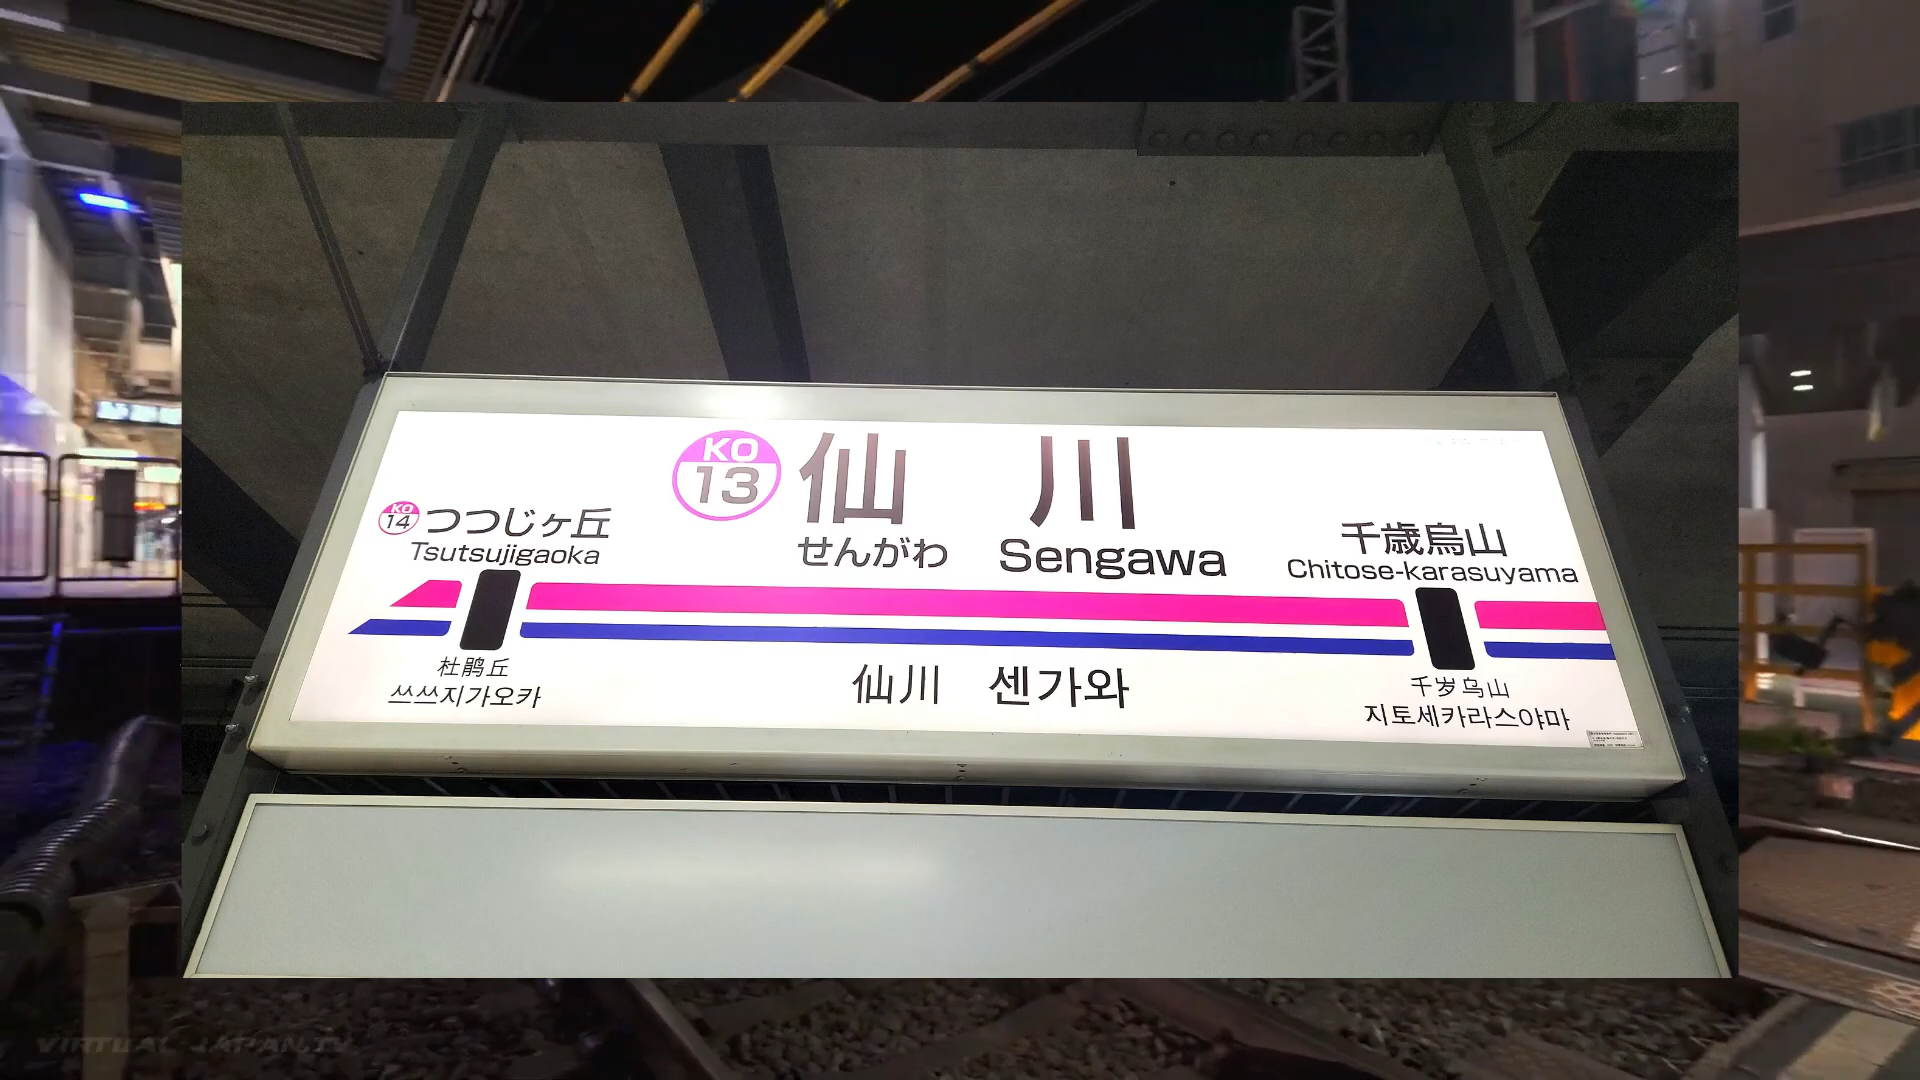 KO
13
仙川
せんがわ Sengawa
KO
14
つつじヶ丘
Tsutsujigaoka
千歳烏山
Chitose-karasuyama
杜鹃丘
쓰쓰지가오카
仙川 센가와
千岁乌山
지토세카라스야마
VIRTUAL JAPAN.TV